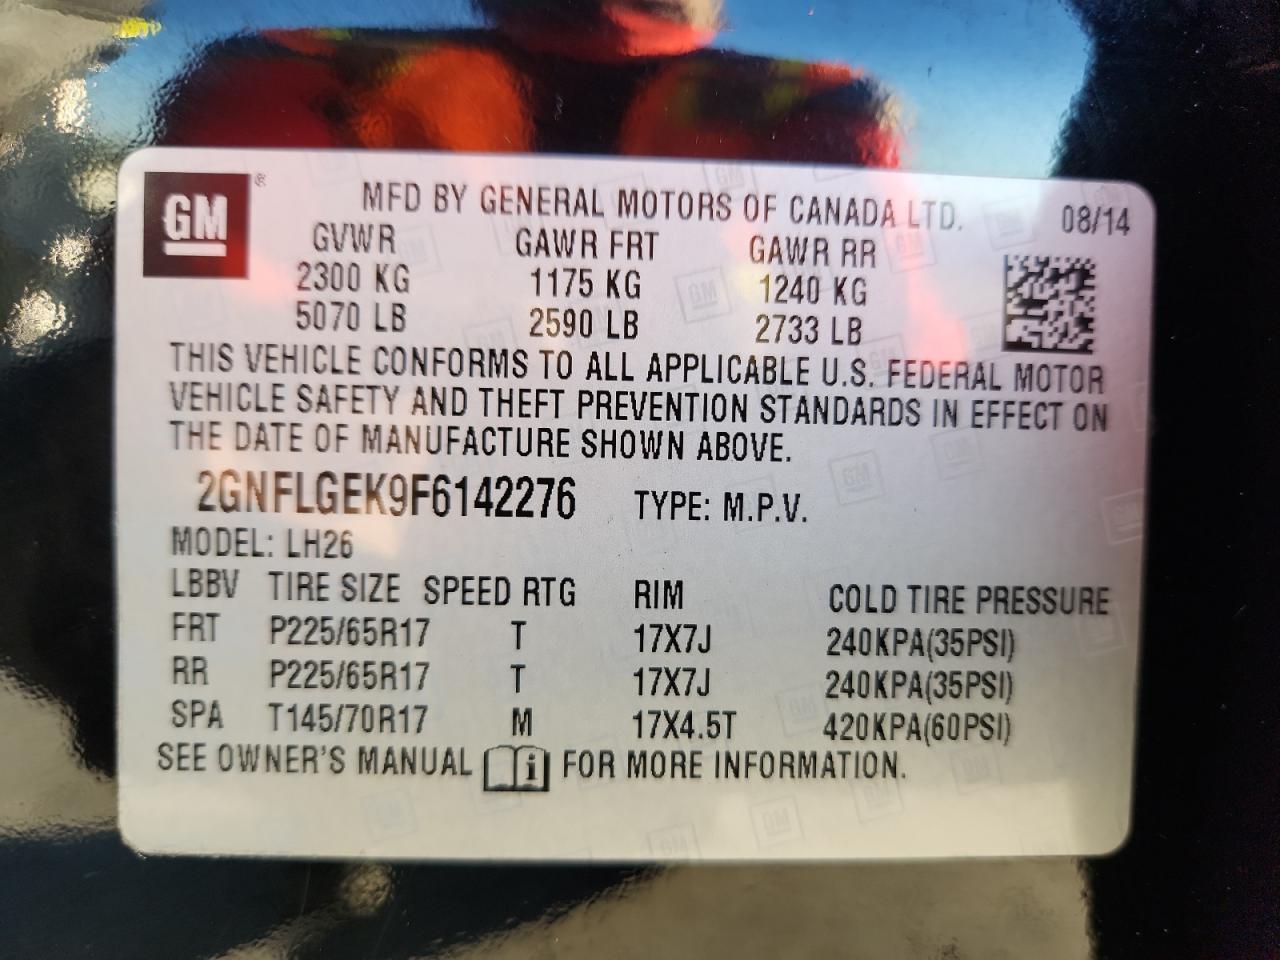 GM ®
MFD BY GENERAL MOTORS OF CANADA LTD. 08/14
GVWR GAWR FRT GAWR RR
2300 KG 1175 KG 1240 KG
5070 LB 2590 LB 2733 LB
THIS VEHICLE CONFORMS TO ALL APPLICABLE U.S. FEDERAL MOTOR
VEHICLE SAFETY AND THEFT PREVENTION STANDARDS IN EFFECT ON
THE DATE OF MANUFACTURE SHOWN ABOVE.
2GNFLGEK9F6142276 TYPE: M.P.V.
MODEL: LH26
LBBV TIRE SIZE SPEED RTG RIM COLD TIRE PRESSURE
FRT P225/65R17 T 17X7J 240KPA(35PSI)
RR P225/65R17 T 17X7J 240KPA(35PSI)
SPA T145/70R17 M 17X4.5T 420KPA(60PSI)
SEE OWNER'S MANUAL i FOR MORE INFORMATION.